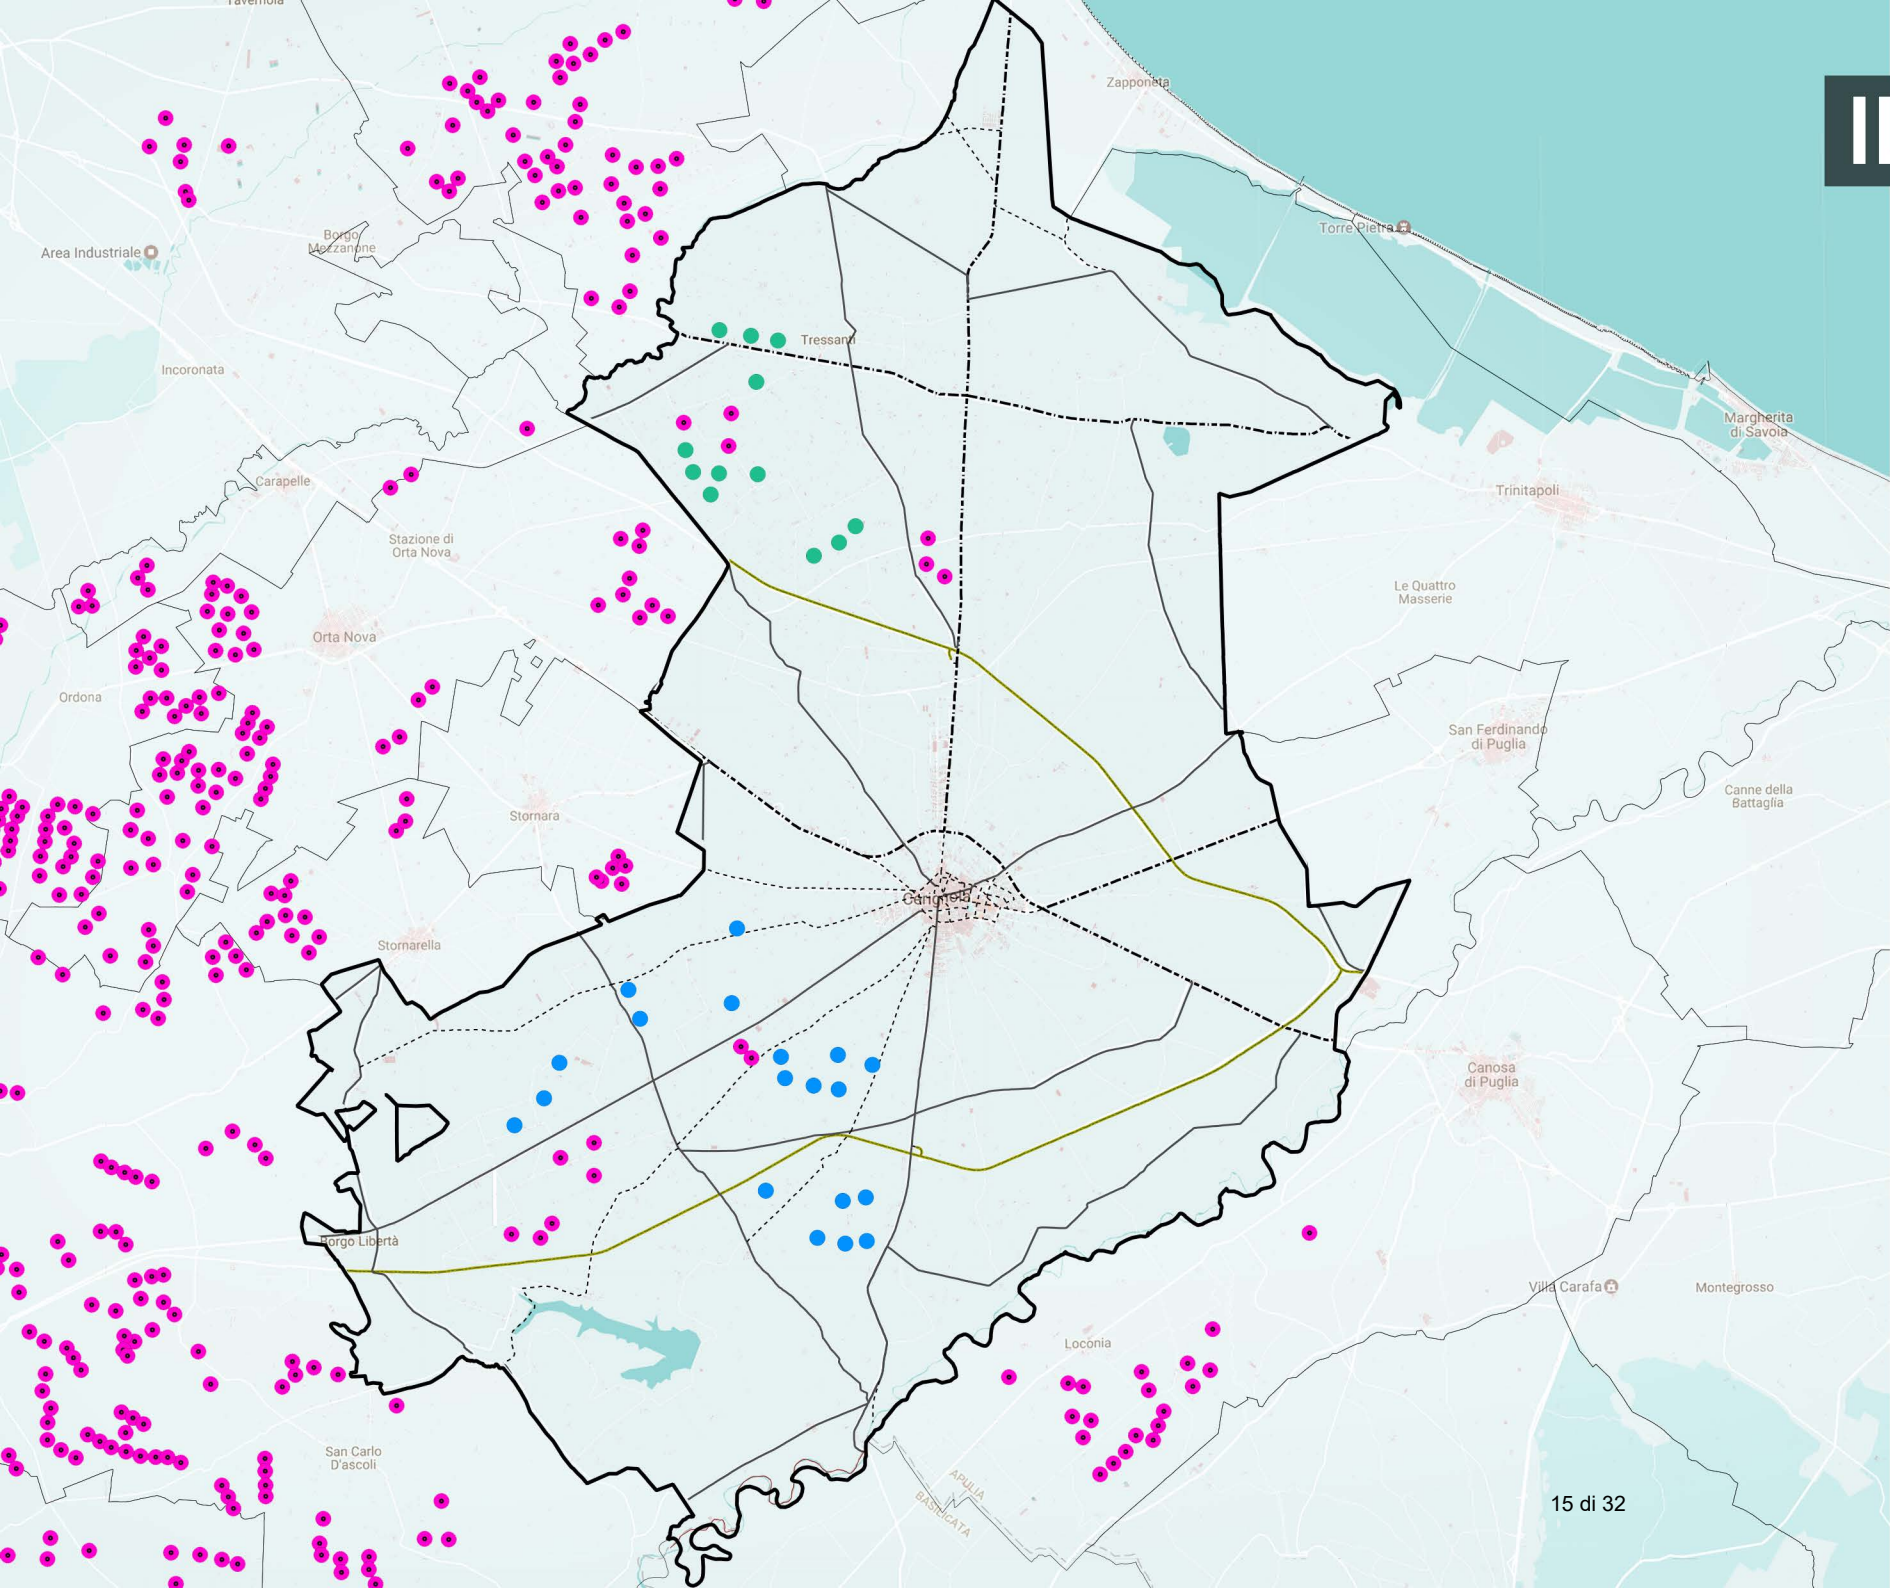 Zapponeta
Torre Pietra
Area Industriale
Borgo
Mezzanone
Tressanti
Incoronata
Margherita
di Savoia
Carapelle
Trinitapoli
Stazione di
Orta Nova
Le Quattro
Masserie
Orta Nova
Ordona
San Ferdinando
di Puglia
Canne della
Battaglia
Stornara
Cerignola
Stornarella
Canosa
di Puglia
Borgo Libertà
Villa Carafa
Montegrosso
Loconia
San Carlo
D'ascoli
APULIA
BASILICATA
15 di 32